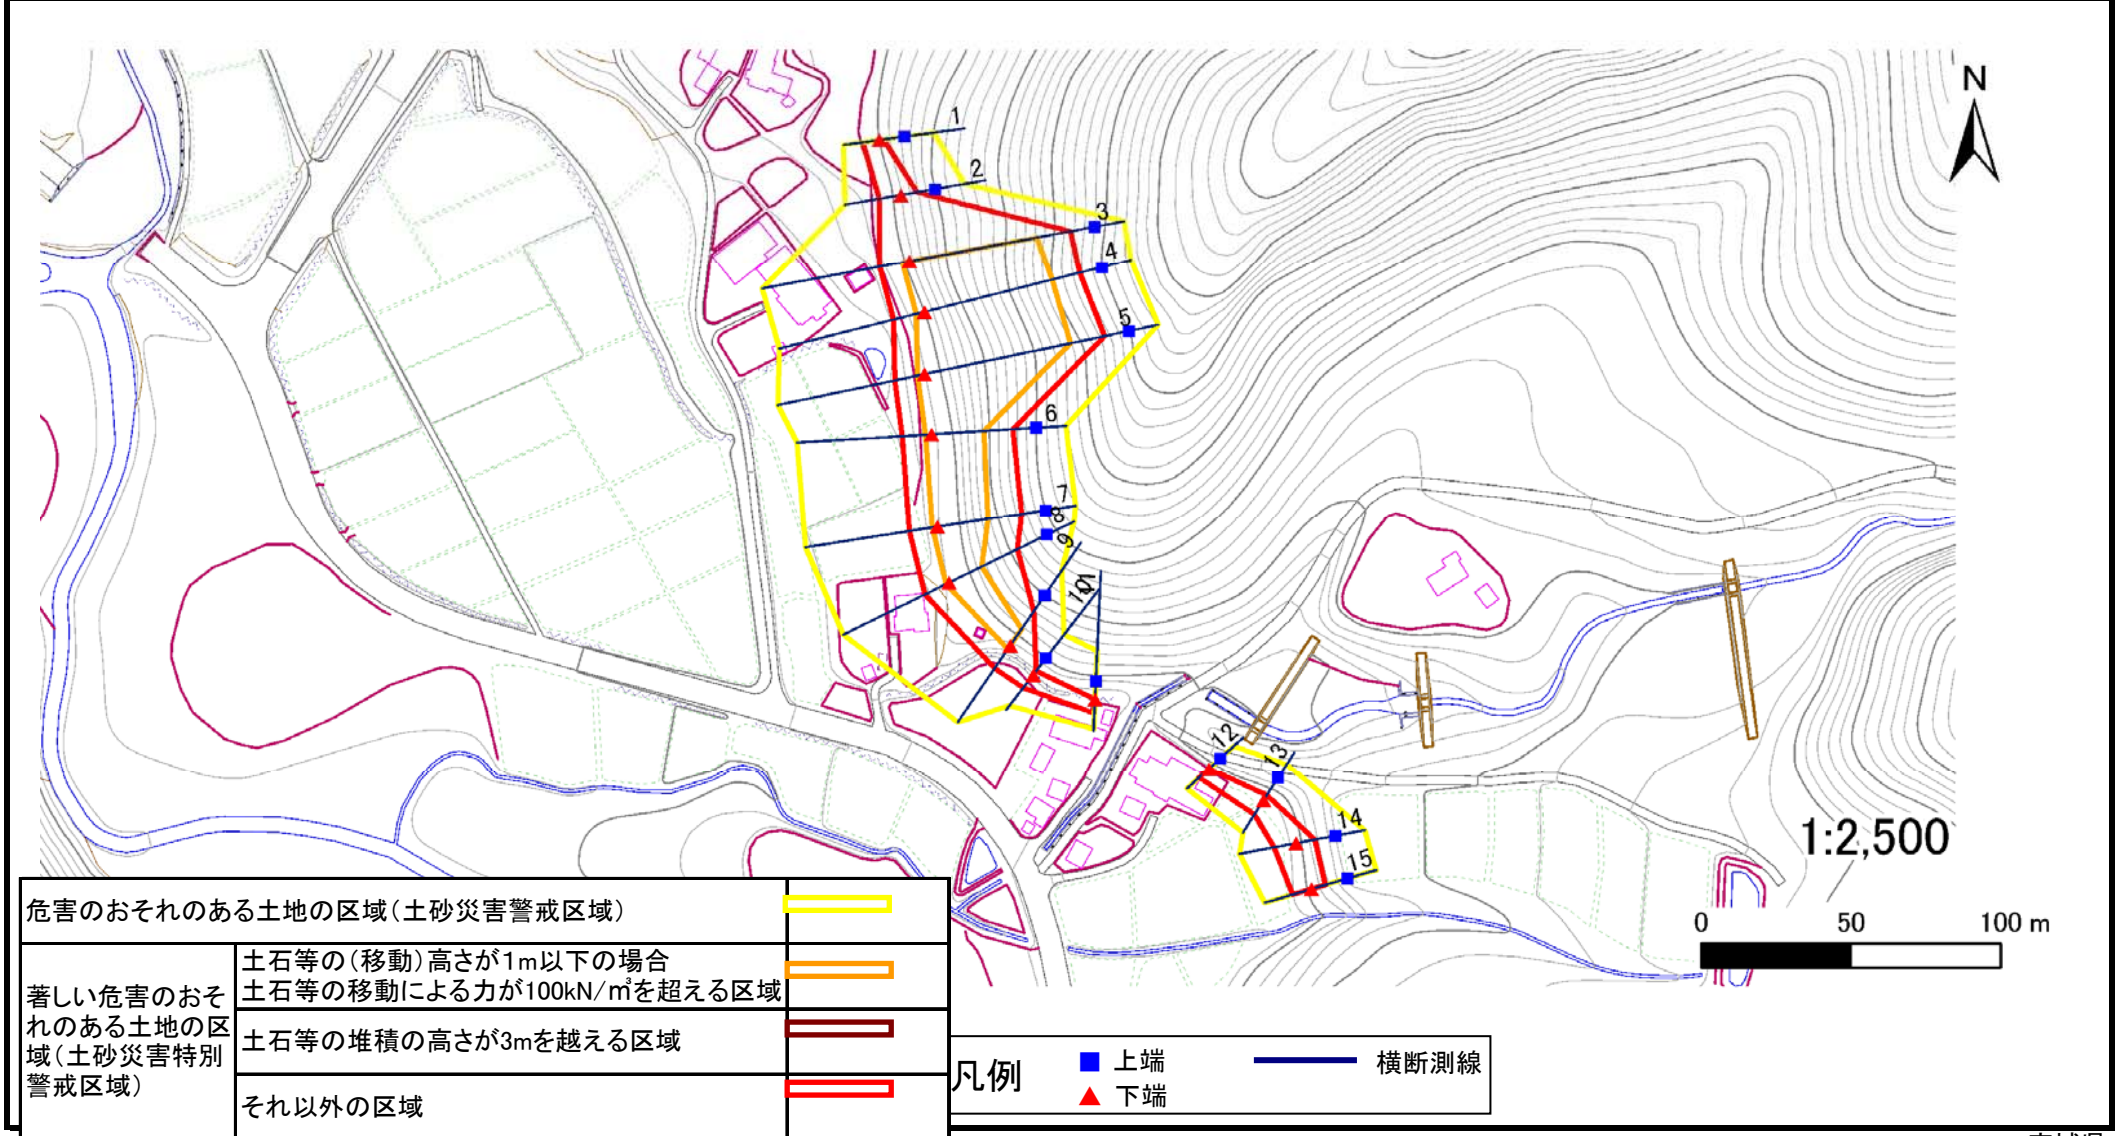 N
1
2
3
4
5
6
7
8
9
10
12
13
14
15
1:2,500
0 50 100 m
危害のおそれのある土地の区域(土砂災害警戒区域)
著しい危害のおそ
れのある土地の区
域(土砂災害特別
警戒区域)
土石等の(移動)高さが1m以下の場合
土石等の移動による力が100kN/㎡を超える区域
土石等の堆積の高さが3mを越える区域
それ以外の区域
凡例
上端
下端
横断測線